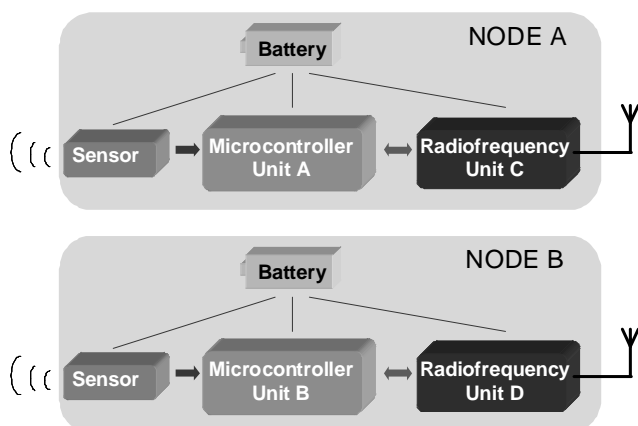 NODE A
Battery
Sensor
Microcontroller
Unit A
Radiofrequency
Unit C
NODE B
Battery
Sensor
Microcontroller
Unit B
Radiofrequency
Unit D